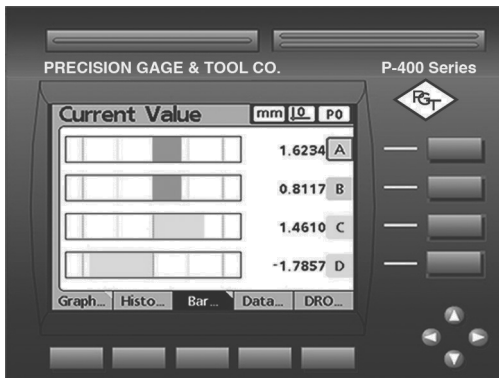 PRECISION GAGE & TOOL CO. P-400 Series
PGT
Current Value mm P0
1.6234 A
0.8117 B
1.4610 C
-1.7857 D
Graph... Histo... Bar... Data... DRO...